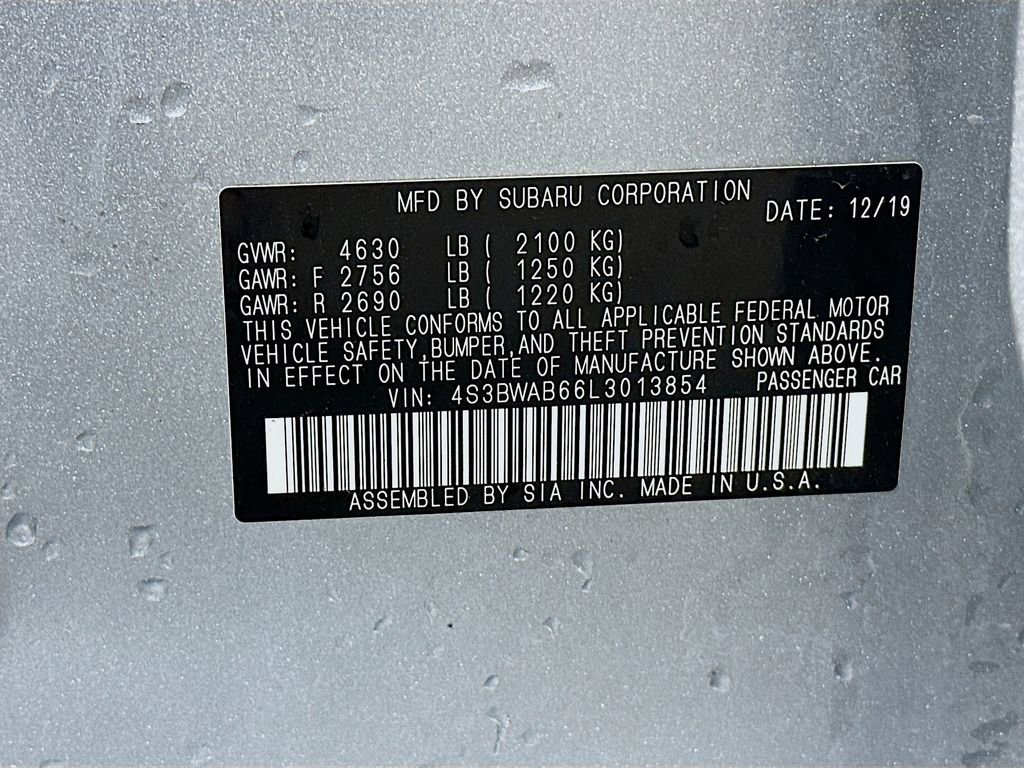 MFD BY SUBARU CORPORATION
DATE: 12/19
GVWR: 4630 LB ( 2100 KG)
GAWR: F 2756 LB ( 1250 KG)
GAWR: R 2690 LB ( 1220 KG)
THIS VEHICLE CONFORMS TO ALL APPLICABLE FEDERAL MOTOR
VEHICLE SAFETY,BUMPER,AND THEFT PREVENTION STANDARDS
IN EFFECT ON THE DATE OF MANUFACTURE SHOWN ABOVE.
VIN: 4S3BWAB66L3013854 PASSENGER CAR
ASSEMBLED BY SIA INC. MADE IN U.S.A.